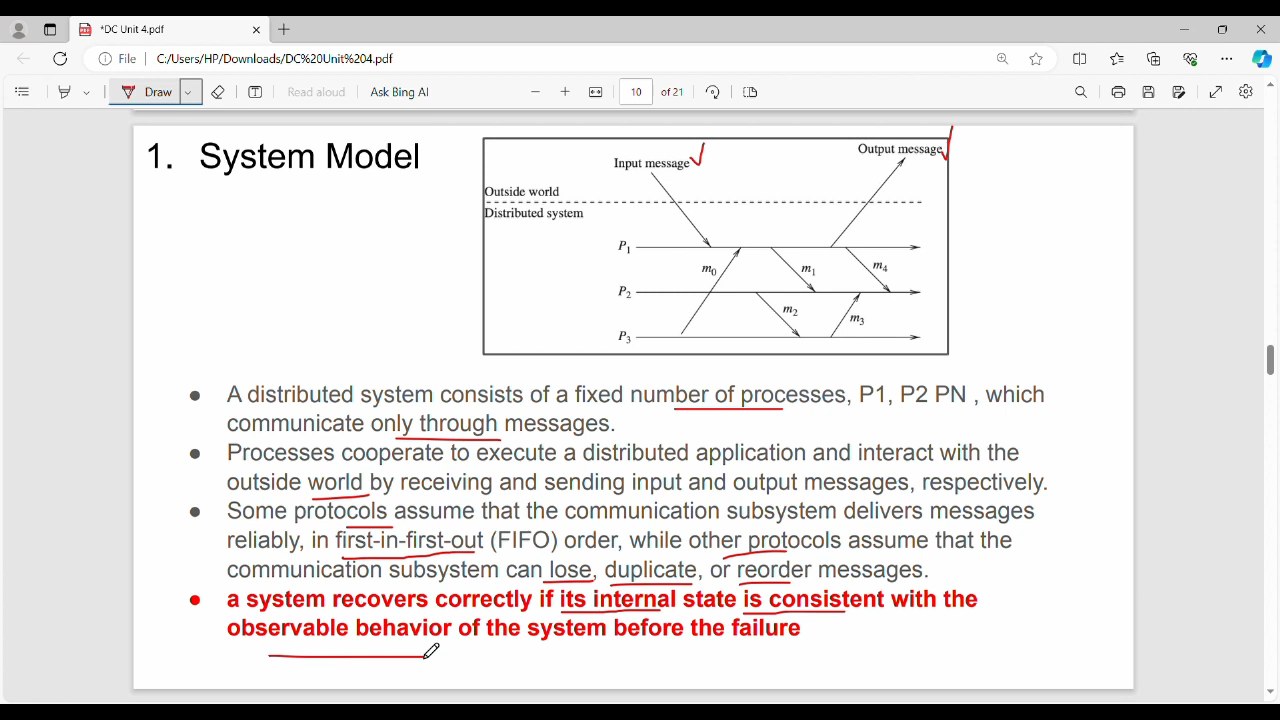 *DC Unit 4.pdf
File
C:/Users/HP/Downloads/DC%20Unit%204.pdf
Draw
Read aloud
Ask Bing AI
10
of 21
1. System Model
Input message
Output message
Outside world
Distributed system
P1
m0
m1
m4
P2
m2
m3
P3
● A distributed system consists of a fixed number of processes, P1, P2 PN , which
communicate only through messages.
● Processes cooperate to execute a distributed application and interact with the
outside world by receiving and sending input and output messages, respectively.
● Some protocols assume that the communication subsystem delivers messages
reliably, in first-in-first-out (FIFO) order, while other protocols assume that the
communication subsystem can lose, duplicate, or reorder messages.
● a system recovers correctly if its internal state is consistent with the
observable behavior of the system before the failure